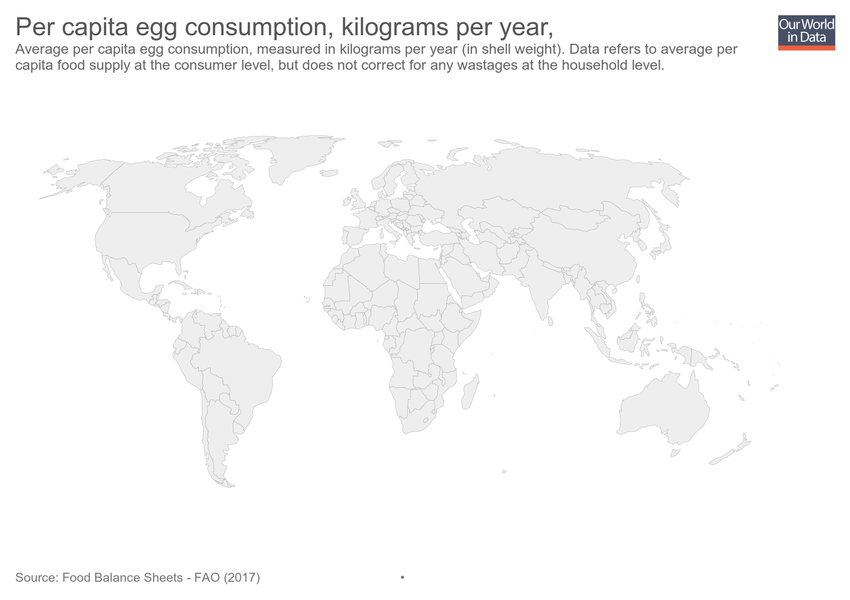 Per capita egg consumption, kilograms per year,
Average per capita egg consumption, measured in kilograms per year (in shell weight). Data refers to average per
capita food supply at the consumer level, but does not correct for any wastages at the household level.
Our World
in Data
Source: Food Balance Sheets - FAO (2017) •